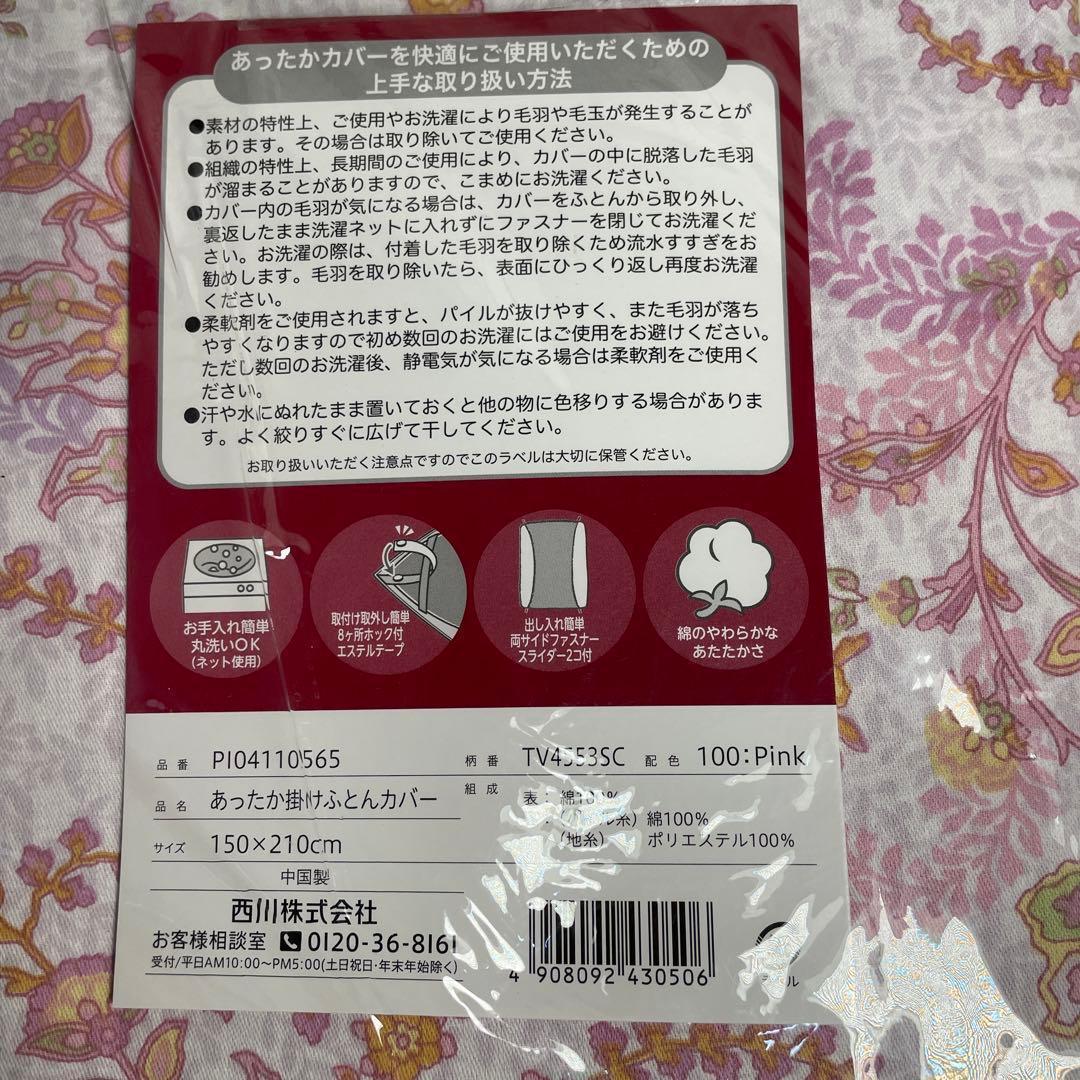 あったかカバーを快適にご使用いただくための
上手な取り扱い方法
●素材の特性上、ご使用やお洗濯により毛羽や毛玉が発生することが
あります。その場合は取り除いてご使用ください。
●組織の特性上、長期間のご使用により、カバーの中に脱落した毛羽
が溜まることがありますので、こまめにお洗濯ください。
●カバー内の毛羽が気になる場合は、カバーをふとんから取り外し、
裏返したまま洗濯ネットに入れずにファスナーを閉じてお洗濯くだ
さい。お洗濯の際は、付着した毛羽を取り除くため流水すすぎをお
勧めします。毛羽を取り除いたら、表面にひっくり返し再度お洗濯
ください。
●柔軟剤をご使用されますと、パイルが抜けやすく、また毛羽が落ち
やすくなりますので初め数回のお洗濯にはご使用をお避けください。
ただし数回のお洗濯後、静電気が気になる場合は柔軟剤をご使用く
ださい。
●汗や水にぬれたまま置いておくと他の物に色移りする場合がありま
す。よく絞りすぐに広げて干してください。
お取り扱いいただく注意点ですのでこのラベルは大切に保管ください。
お手入れ簡単
丸洗いOK
(ネット使用)
取付け取外し簡単
8ヶ所ホック付
エステルテープ
出し入れ簡単
両サイドファスナー
スライダー2コ付
綿のやわらかな
あたたかさ
品番 PI04110565 柄番 TV4553SC 配色 100:Pink
品名 あったか掛けふとんカバー 組成 表:綿100%
糸) 綿100%
サイズ 150×210cm (地糸) ポリエステル100%
中国製
西川株式会社
お客様相談室 0120-36-8161
受付/平日AM10:00〜PM5:00(土日祝日・年末年始除く)
4 908092 430506